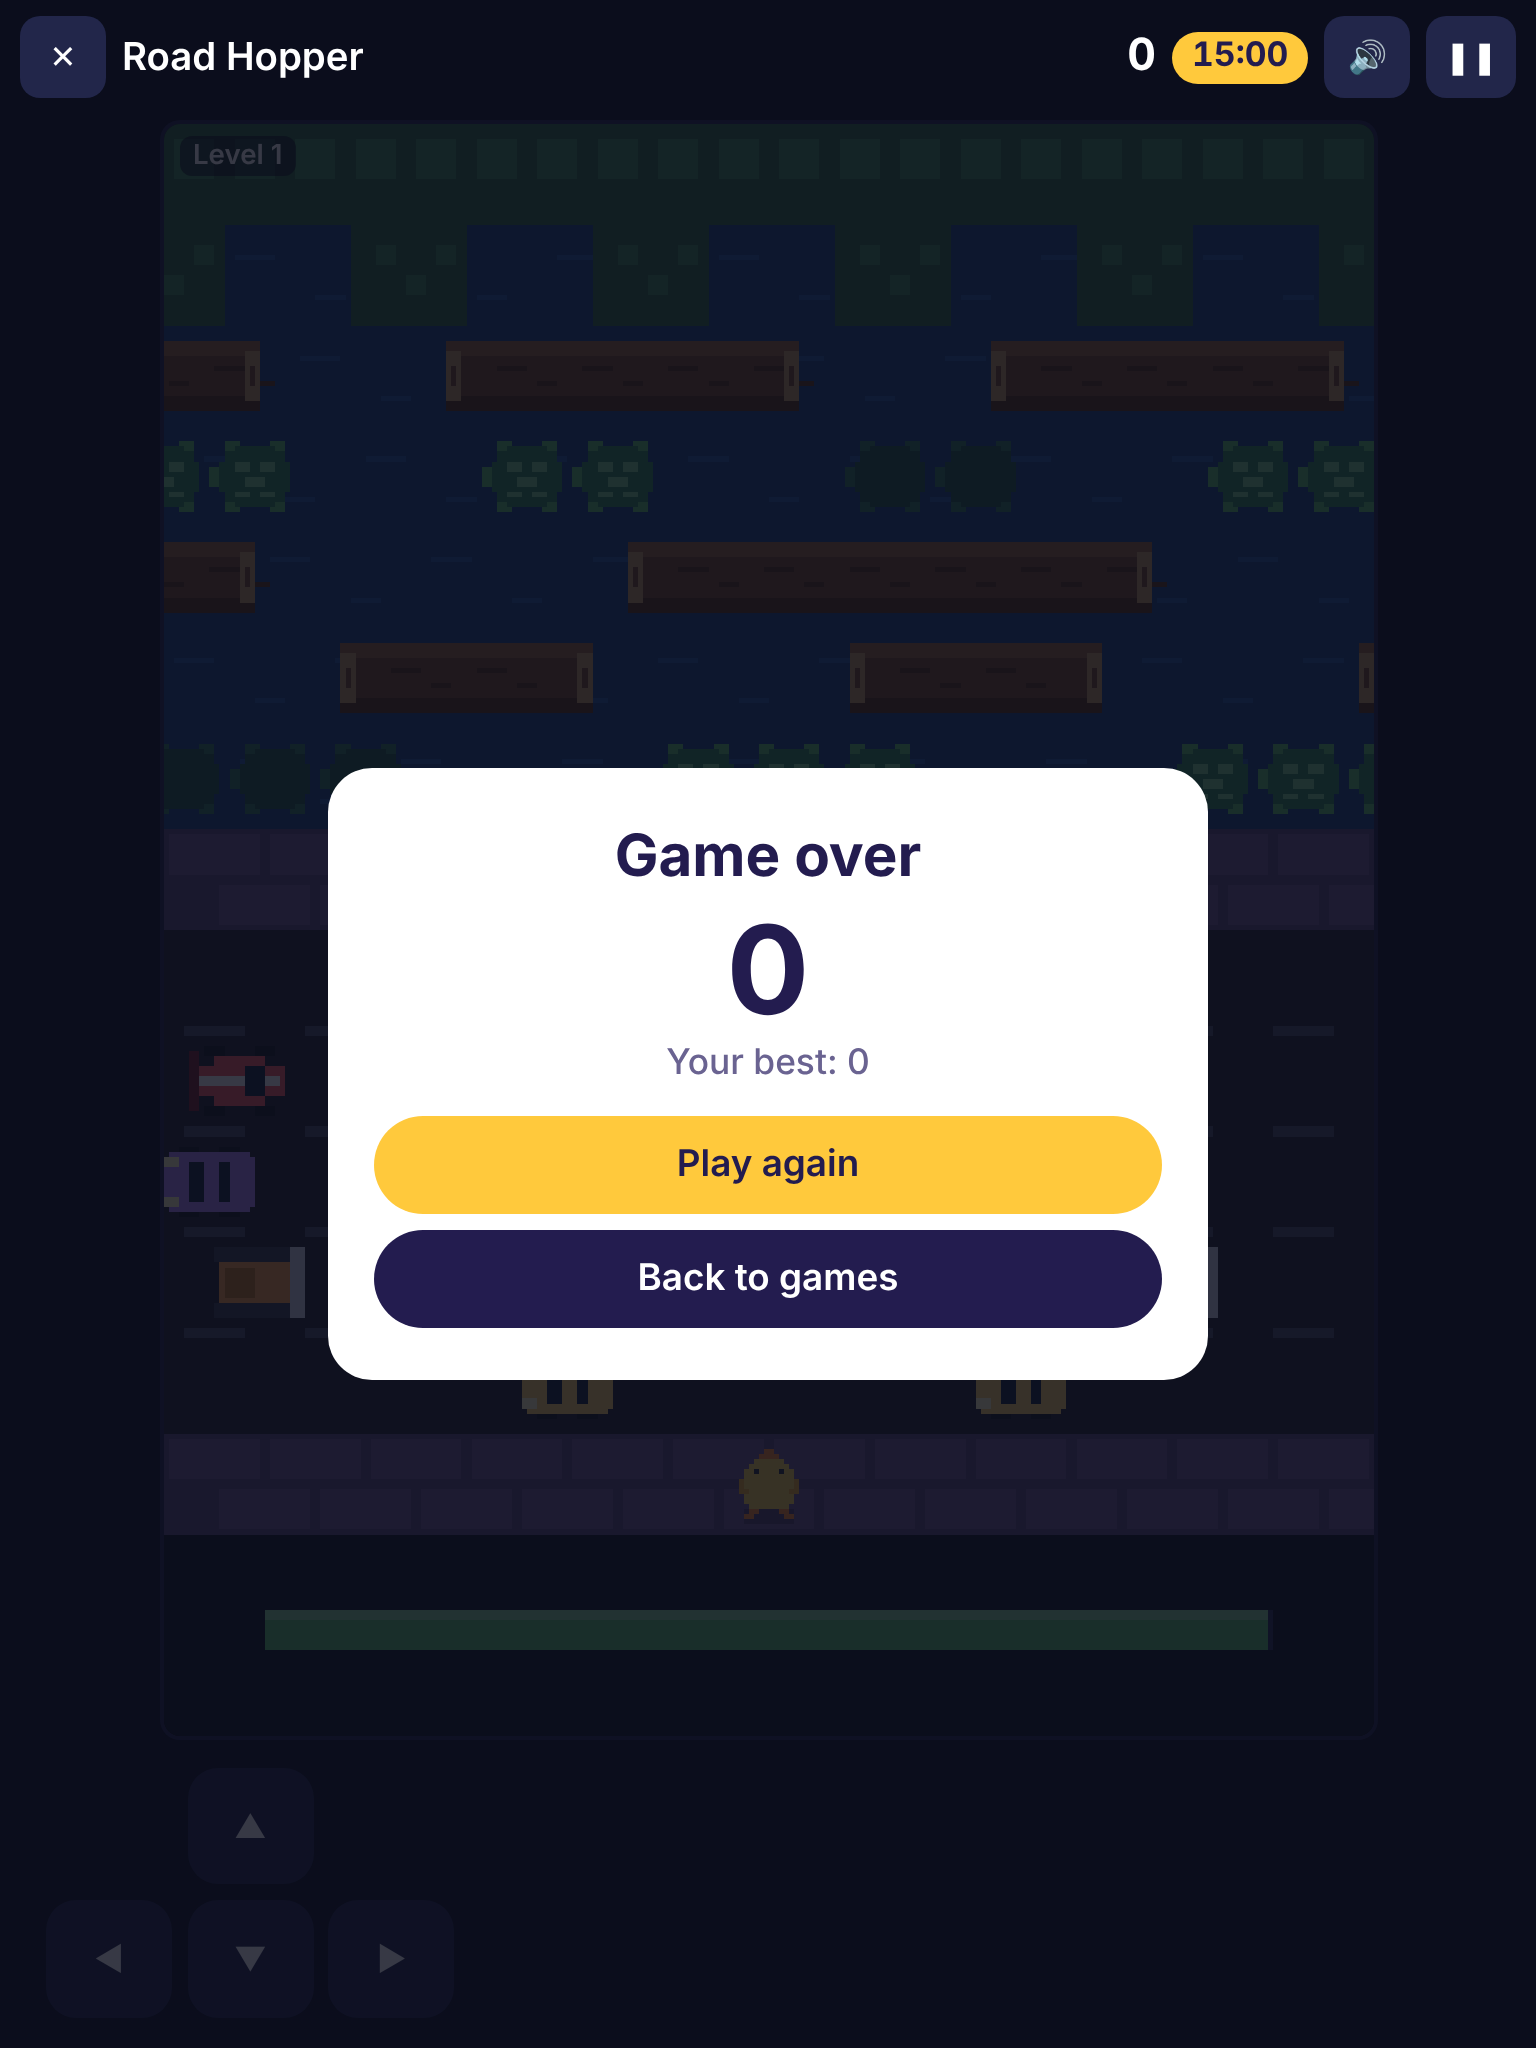 ✕ Road Hopper 0 15:00
Level 1
Game over
0
Your best: 0
Play again
Back to games